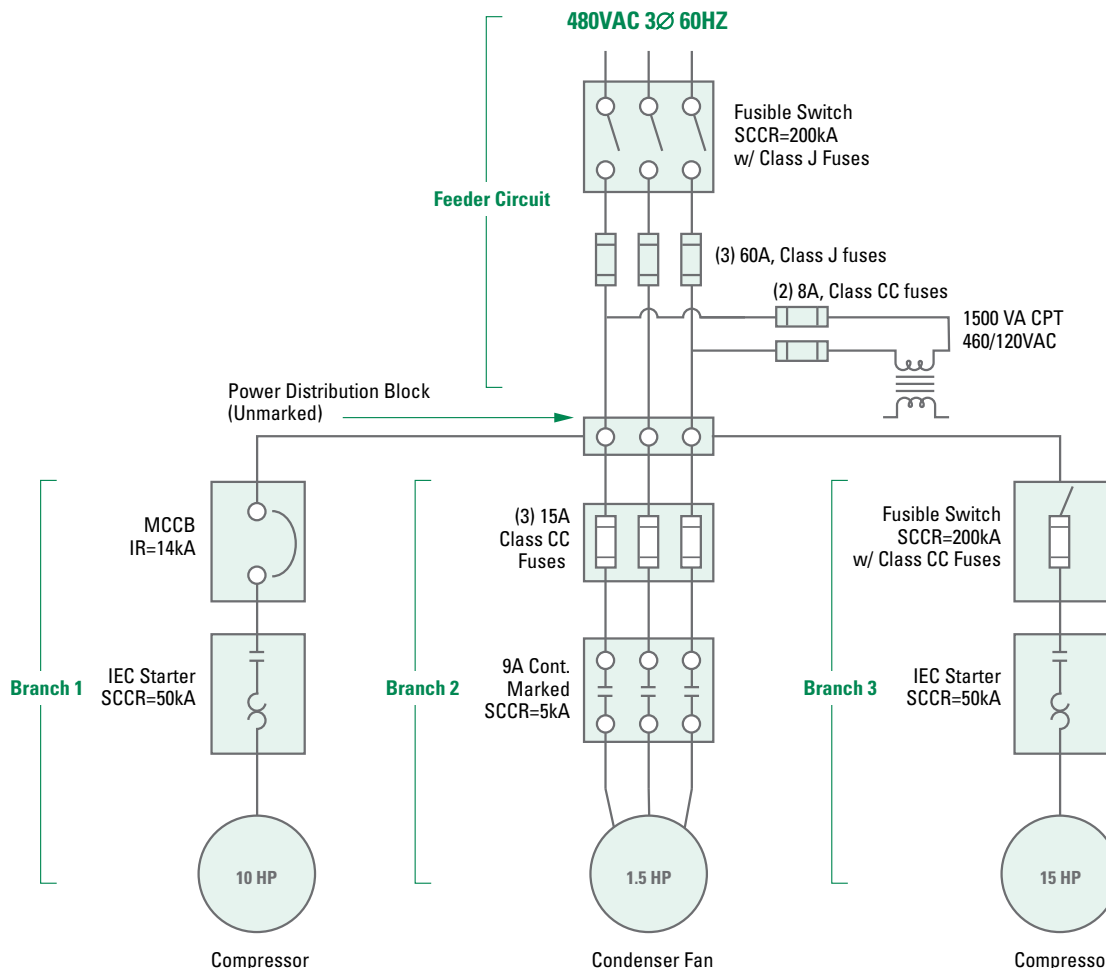 480VAC 3Ø 60HZ
Fusible Switch
SCCR=200kA
w/ Class J Fuses
Feeder Circuit
(3) 60A, Class J fuses
(2) 8A, Class CC fuses
1500 VA CPT
460/120VAC
Power Distribution Block
(Unmarked)
MCCB
IR=14kA
(3) 15A
Class CC
Fuses
Fusible Switch
SCCR=200kA
w/ Class CC Fuses
Branch 1
IEC Starter
SCCR=50kA
Branch 2
9A Cont.
Marked
SCCR=5kA
Branch 3
IEC Starter
SCCR=50kA
10 HP
1.5 HP
15 HP
Compressor
Condenser Fan
Compresso